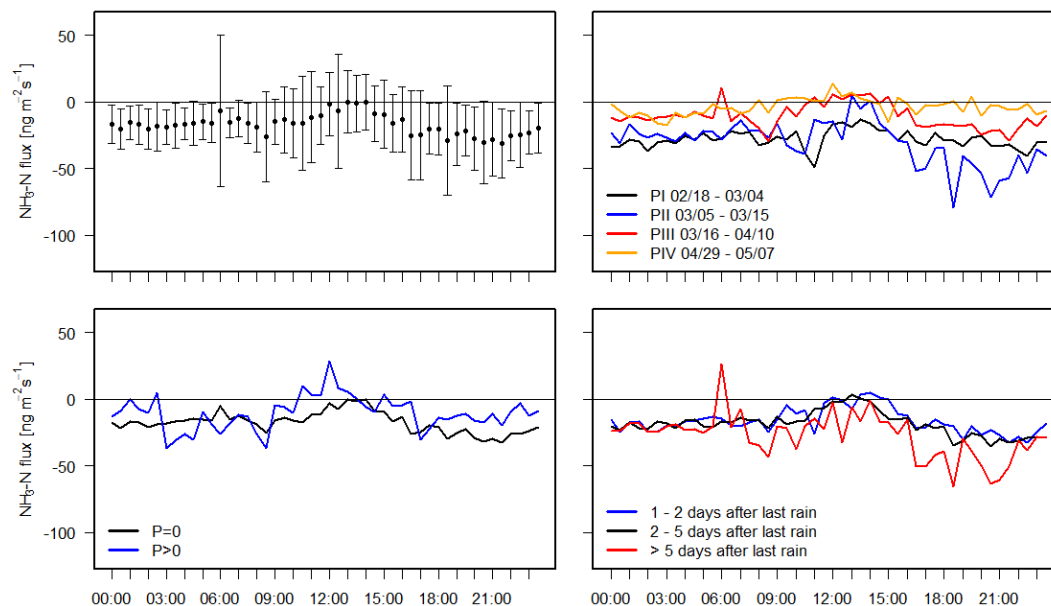 NH3-N flux [ng m−2s−1]
50
0
-50
-100
PI 02/18 - 03/04
PII 03/05 - 03/15
PIII 03/16 - 04/10
PIV 04/29 - 05/07
NH3-N flux [ng m−2s−1]
50
0
-50
-100
P=0
P>0
1 - 2 days after last rain
2 - 5 days after last rain
> 5 days after last rain
00:00 03:00 06:00 09:00 12:00 15:00 18:00 21:00
00:00 03:00 06:00 09:00 12:00 15:00 18:00 21:00